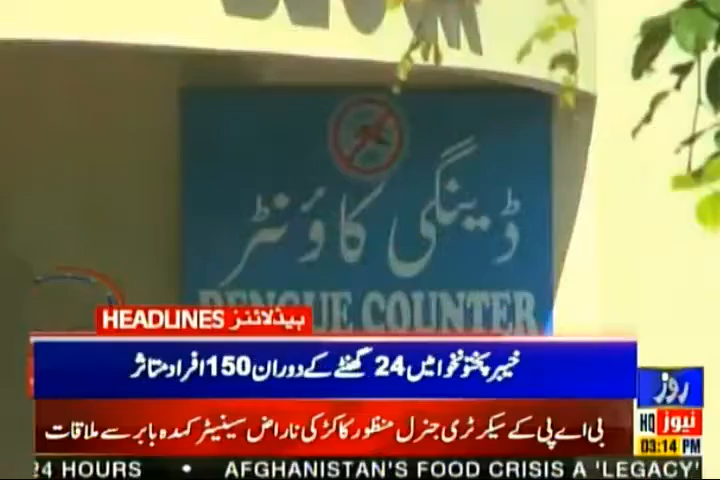 ڈینگی کاؤنٹر
DENGUE COUNTER
HEADLINES ہیڈلائنز
خیبر پختونخوا میں 24 گھنٹے کے دوران 150 افراد متاثر
بی اے پی کے سیکرٹری جنرل منظور کاکڑ کی ناراض سینیٹر کہدہ بابر سے ملاقات
روز
نیوز HQ
03:14 PM
24 HOURS • AFGHANISTAN'S FOOD CRISIS A 'LEGACY'